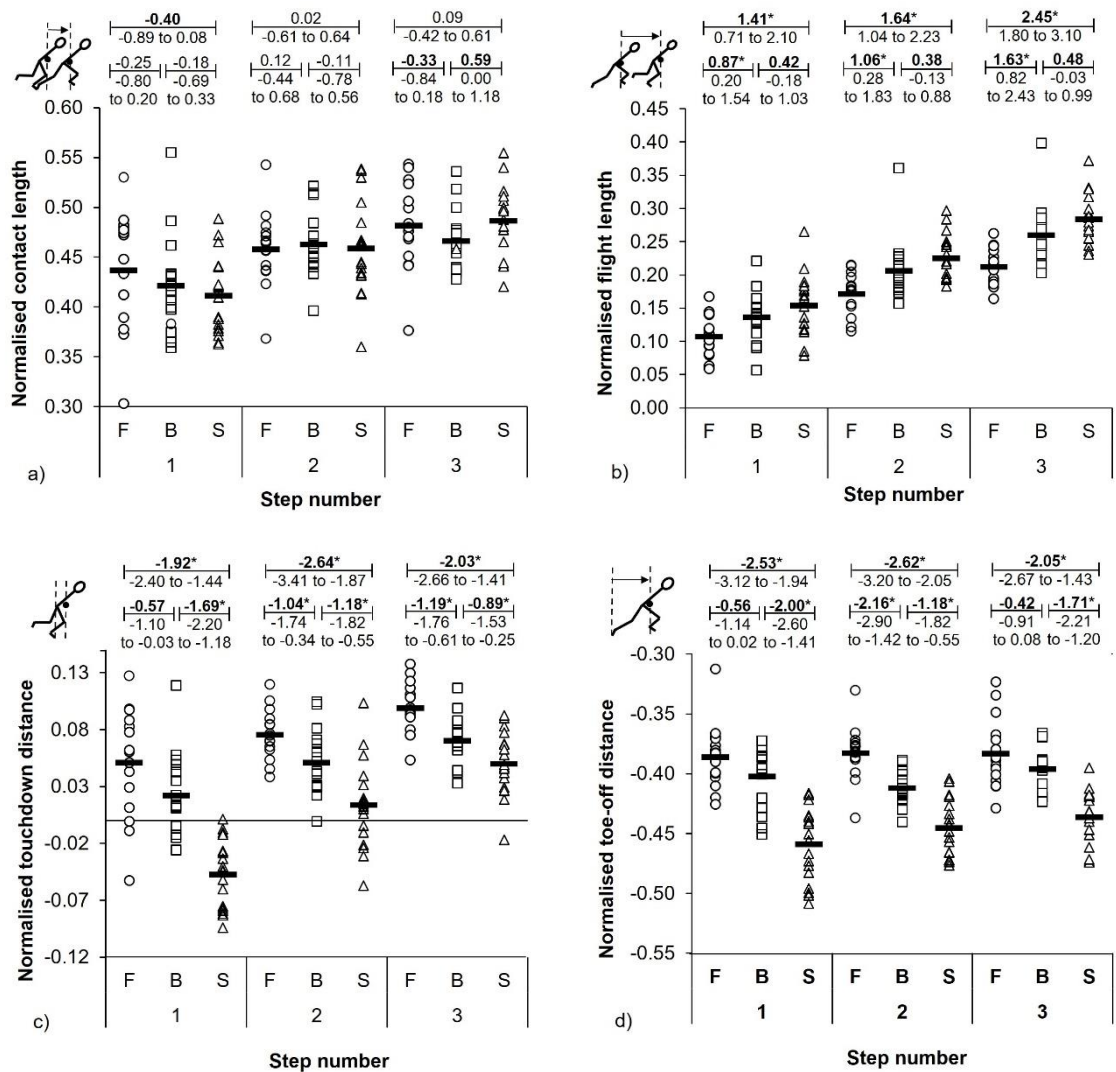 -0.40
-0.89 to 0.08
0.02
-0.61 to 0.64
0.09
-0.42 to 0.61
-0.25 -0.18
-0.80 -0.69
to 0.20 to 0.33
0.12 -0.11
-0.44 -0.78
to 0.68 to 0.56
-0.33 0.59
-0.84 0.00
to 0.18 to 1.18
Normalised contact length
0.60
0.55
0.50
0.45
0.40
0.35
0.30
F B S F B S F B S
1 2 3
a)
Step number
1.41*
0.71 to 2.10
1.64*
1.04 to 2.23
2.45*
1.80 to 3.10
0.87* 0.42
0.20 -0.18
to 1.54 to 1.03
1.06* 0.38
0.28 -0.13
to 1.83 to 0.88
1.63* 0.48
0.82 -0.03
to 2.43 to 0.99
Normalised flight length
0.45
0.40
0.35
0.30
0.25
0.20
0.15
0.10
0.05
0.00
F B S F B S F B S
1 2 3
b)
Step number
-1.92*
-2.40 to -1.44
-2.64*
-3.41 to -1.87
-2.03*
-2.66 to -1.41
-0.57 -1.69*
-1.10 -2.20
to -0.03 to -1.18
-1.04* -1.18*
-1.74 -1.82
to -0.34 to -0.55
-1.19* -0.89*
-1.76 -1.53
to -0.61 to -0.25
Normalised touchdown distance
0.13
0.08
0.03
-0.02
-0.07
-0.12
F B S F B S F B S
1 2 3
c)
Step number
-2.53*
-3.12 to -1.94
-2.62*
-3.20 to -2.05
-2.05*
-2.67 to -1.43
-0.56 -2.00*
-1.14 -2.60
to 0.02 to -1.41
-2.16* -1.18*
-2.90 -1.82
to -1.42 to -0.55
-0.42 -1.71*
-0.91 -2.21
to 0.08 to -1.20
Normalised toe-off distance
-0.30
-0.35
-0.40
-0.45
-0.50
-0.55
F B S F B S F B S
1 2 3
d)
Step number